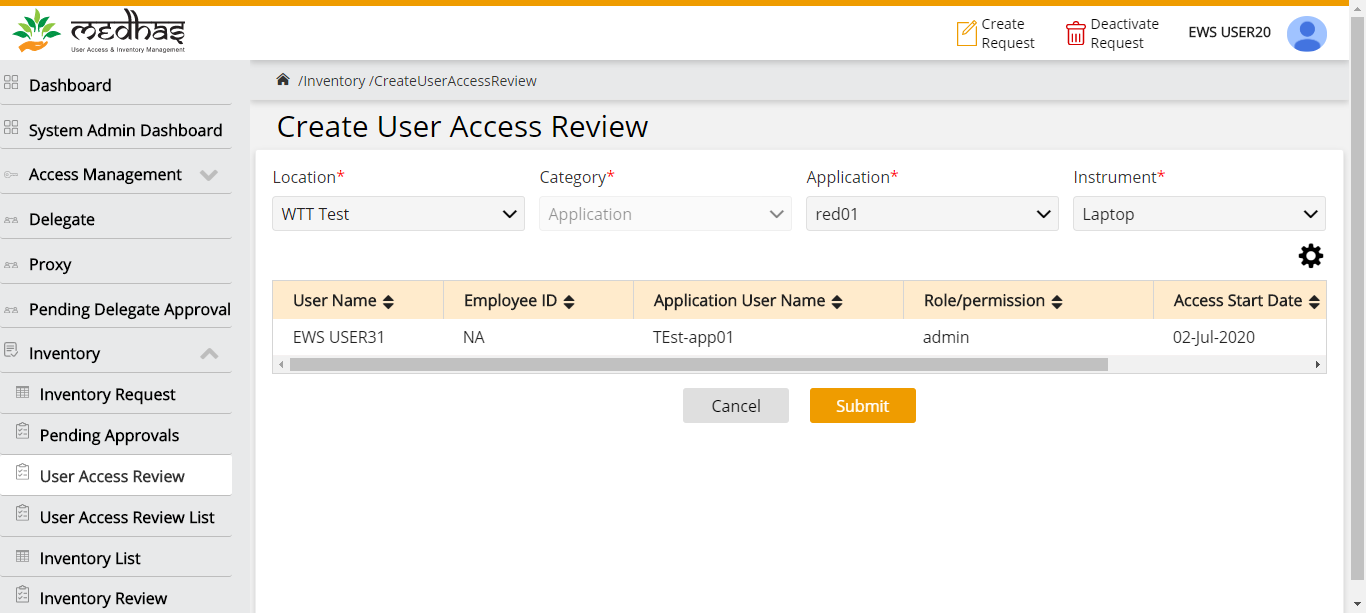 medhas
User Access & Inventory Management
Create
Request
Deactivate
Request
EWS USER20
Dashboard
System Admin Dashboard
Access Management
Delegate
Proxy
Pending Delegate Approval
Inventory
Inventory Request
Pending Approvals
User Access Review
User Access Review List
Inventory List
Inventory Review
/Inventory /CreateUserAccessReview
Create User Access Review
Location* Category* Application* Instrument*
WTT Test Application red01 Laptop
User Name Employee ID Application User Name Role/permission Access Start Date
EWS USER31 NA TEst-app01 admin 02-Jul-2020
Cancel Submit